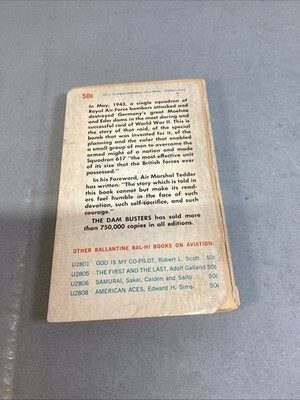 50c
In May, 1943, a single squadron of
Royal Air Force bombers attacked and
destroyed Germany's great Moehne
and Eder dams in the most daring and
successful raid of World War II. This is
the story of that raid, of the special
bomb that was invented for it, of the
planning and the valor that enabled
a small group of men to overcome the
armed might of a nation and made
Squadron 617 "the most effective unit
of its size that the British forces ever
possessed."
In his Foreword, Air Marshal Tedder
has written: "The story which is told in
this book cannot but make its read-
ers feel humble in the face of such
devotion, such self-sacrifice, and such
courage."
THE DAM BUSTERS has sold more
than 750,000 copies in all editions.
OTHER BALLANTINE BAL-HI BOOKS ON AVIATION:
U2801 GOD IS MY CO-PILOT, Robert L. Scott 50c
U2805 THE FIRST AND THE LAST, Adolf Galland 50c
U2806 SAMURAI, Sakai, Caiden and Saito 50c
U2808 AMERICAN ACES, Edward H. Sims 50c